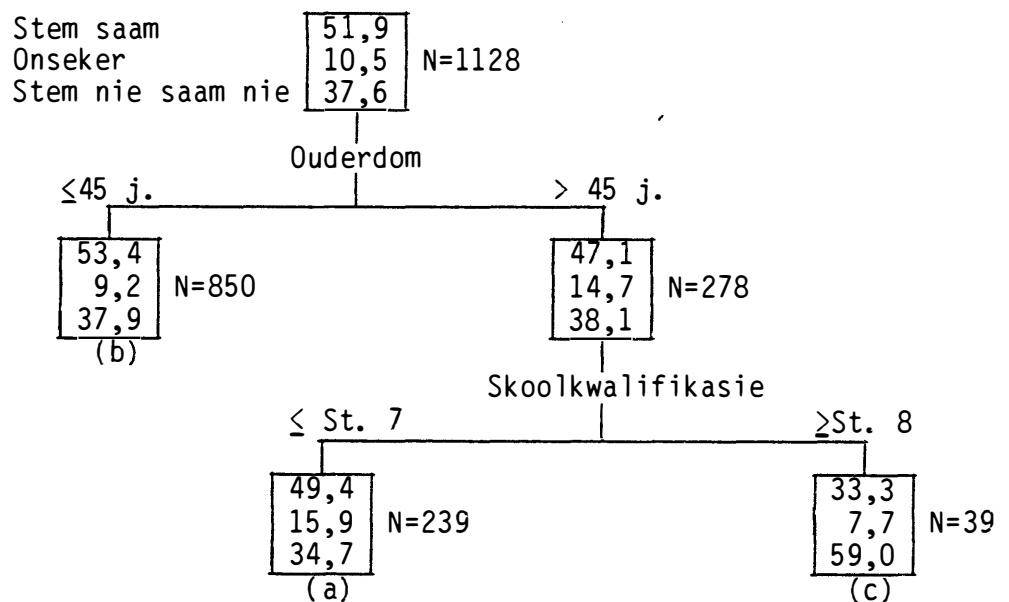 Stem saam 51,9
Onseker 10,5 N=1128
Stem nie saam nie 37,6
Ouderdom
≤45 j. > 45 j.
53,4 47,1
9,2 N=850 14,7 N=278
37,9 38,1
(b)
Skoolkwalifikasie
≤ St. 7 ≥St. 8
49,4 33,3
15,9 N=239 7,7 N=39
34,7 59,0
(a) (c)